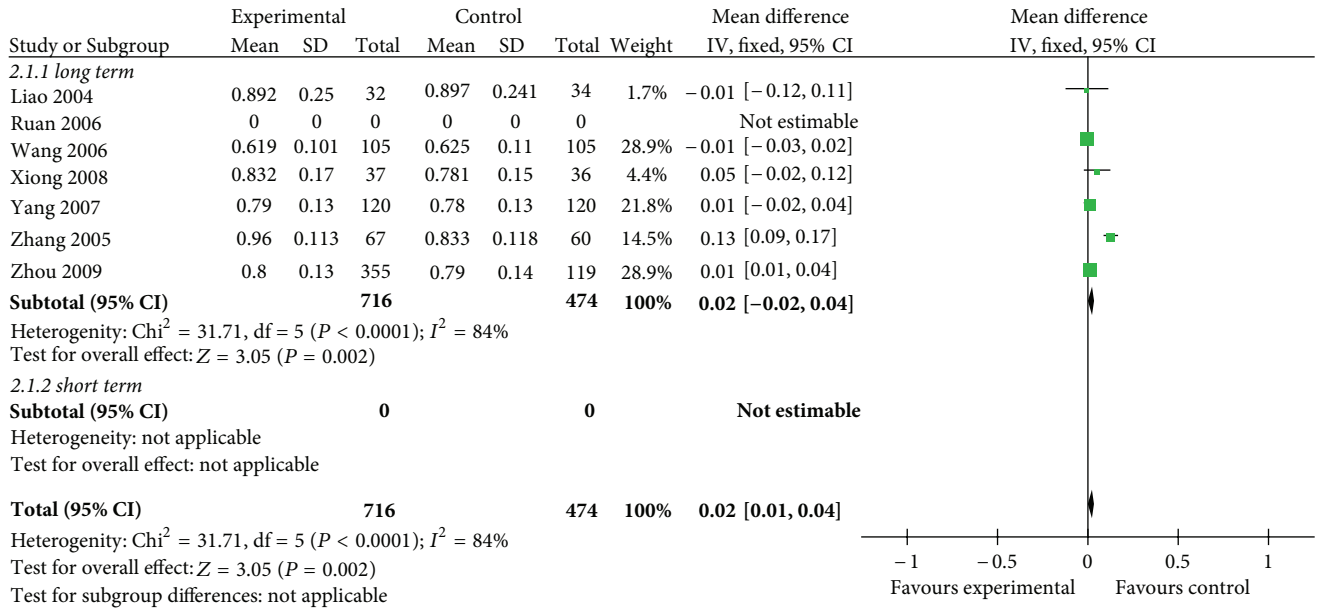 Experimental Control Mean difference Mean difference
Study or Subgroup Mean SD Total Mean SD Total Weight IV, fixed, 95% CI IV, fixed, 95% CI
2.1.1 long term
Liao 2004 0.892 0.25 32 0.897 0.241 34 1.7% −0.01 [−0.12, 0.11]
Ruan 2006 0 0 0 0 0 0 Not estimable
Wang 2006 0.619 0.101 105 0.625 0.11 105 28.9% −0.01 [−0.03, 0.02]
Xiong 2008 0.832 0.17 37 0.781 0.15 36 4.4% 0.05 [−0.02, 0.12]
Yang 2007 0.79 0.13 120 0.78 0.13 120 21.8% 0.01 [−0.02, 0.04]
Zhang 2005 0.96 0.113 67 0.833 0.118 60 14.5% 0.13 [0.09, 0.17]
Zhou 2009 0.8 0.13 355 0.79 0.14 119 28.9% 0.01 [0.01, 0.04]
Subtotal (95% CI) 716 474 100% 0.02 [−0.02, 0.04]
Heterogenity: Chi² = 31.71, df = 5 (P < 0.0001); I² = 84%
Test for overall effect: Z = 3.05 (P = 0.002)
2.1.2 short term
Subtotal (95% CI) 0 0 Not estimable
Heterogeneity: not applicable
Test for overall effect: not applicable
Total (95% CI) 716 474 100% 0.02 [0.01, 0.04]
Heterogenity: Chi² = 31.71, df = 5 (P < 0.0001); I² = 84%
Test for overall effect: Z = 3.05 (P = 0.002)
Test for subgroup differences: not applicable
−1 −0.5 0 0.5 1
Favours experimental Favours control